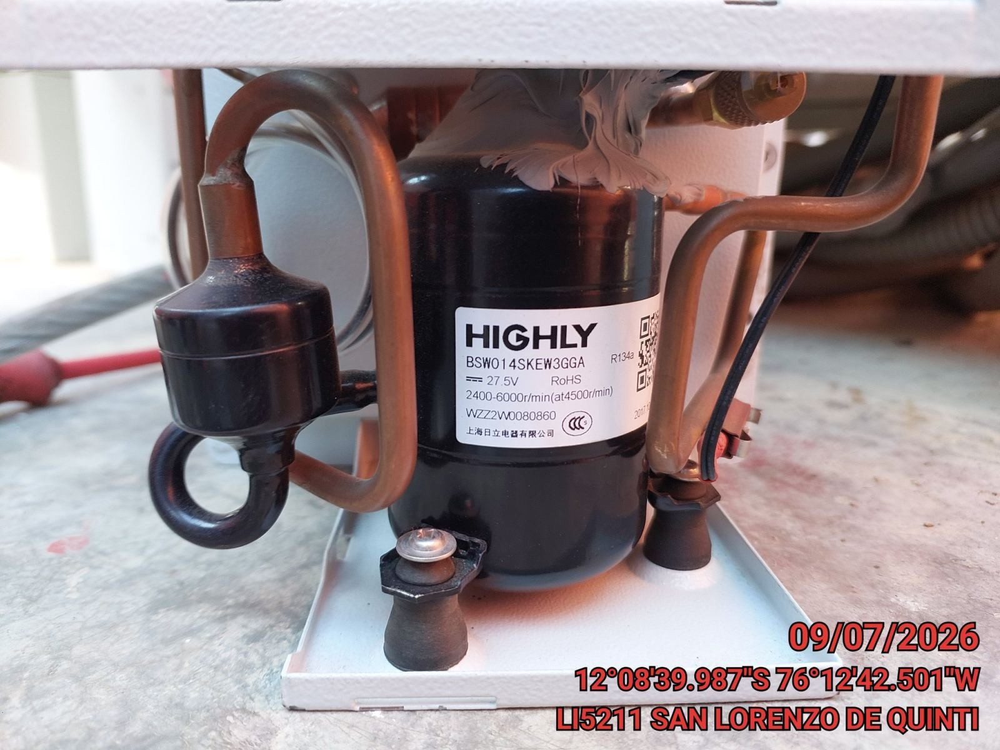 HIGHLY
BSW014SKEW3GGA R134a
27.5V RoHS
2400-6000r/min(at4500r/min)
WZZ2W0080860
上海日立电器有限公司
CCC S
09/07/2026
12°08'39.987"S 76°12'42.501"W
LI5211 SAN LORENZO DE QUINTI